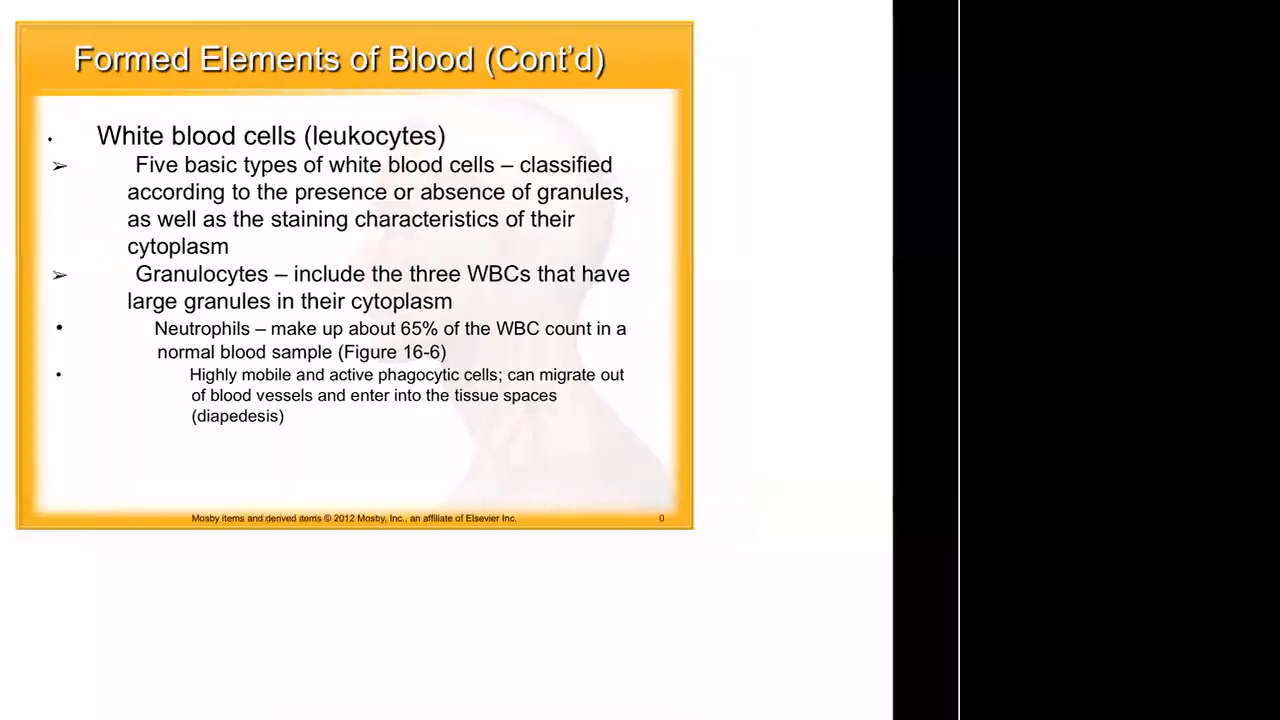 Formed Elements of Blood (Cont’d)
• White blood cells (leukocytes)
➢ Five basic types of white blood cells – classified
according to the presence or absence of granules,
as well as the staining characteristics of their
cytoplasm
➢ Granulocytes – include the three WBCs that have
large granules in their cytoplasm
• Neutrophils – make up about 65% of the WBC count in a
normal blood sample (Figure 16-6)
• Highly mobile and active phagocytic cells; can migrate out
of blood vessels and enter into the tissue spaces
(diapedesis)
Mosby items and derived items © 2012 Mosby, Inc., an affiliate of Elsevier Inc.
0